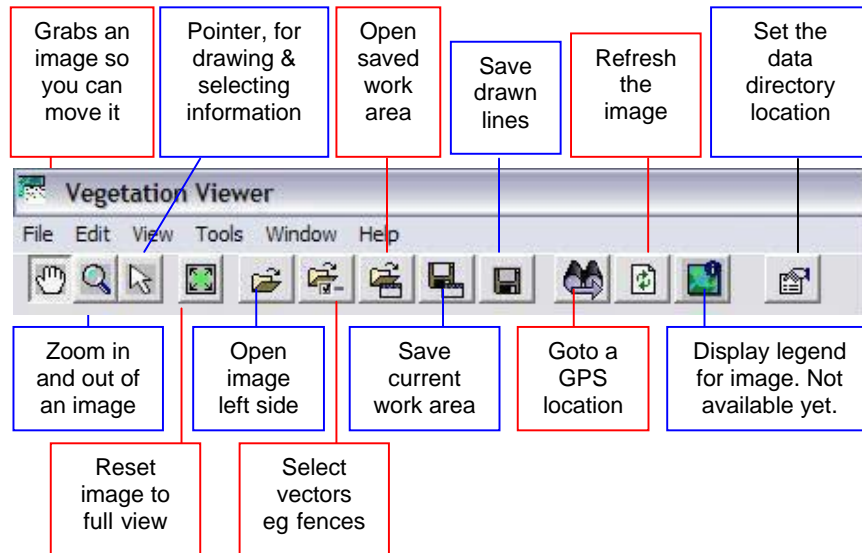 Grabs an
image so
you can
move it
Pointer, for
drawing &
selecting
information
Open
saved
work
area
Save
drawn
lines
Refresh
the
image
Set the
data
directory
location
Vegetation Viewer
File Edit View Tools Window Help
Zoom in
and out of
an image
Open
image
left side
Save
current
work area
Goto a
GPS
location
Display legend
for image. Not
available yet.
Reset
image to
full view
Select
vectors
eg fences